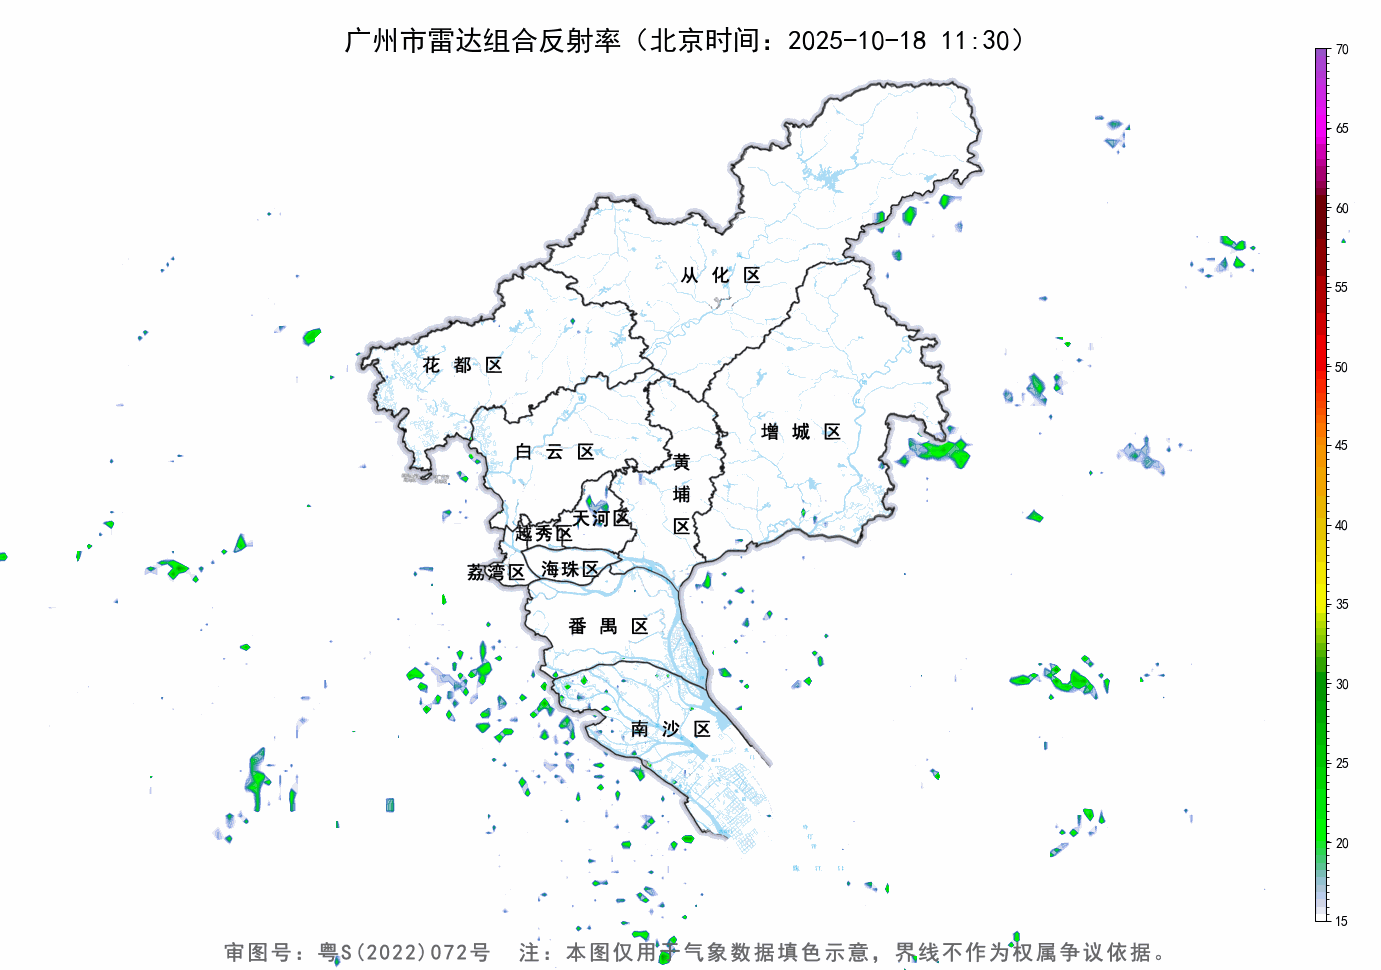 广州市雷达组合反射率（北京时间：2025-10-18 11:30）
70
65
60
55
50
45
40
35
30
25
20
15
从化区
花都区
增城区
白云区
黄埔区
天河区
越秀区
荔湾区
海珠区
番禺区
南沙区
审图号：粤S(2022)072号 注：本图仅用于气象数据填色示意，界线不作为权属争议依据。